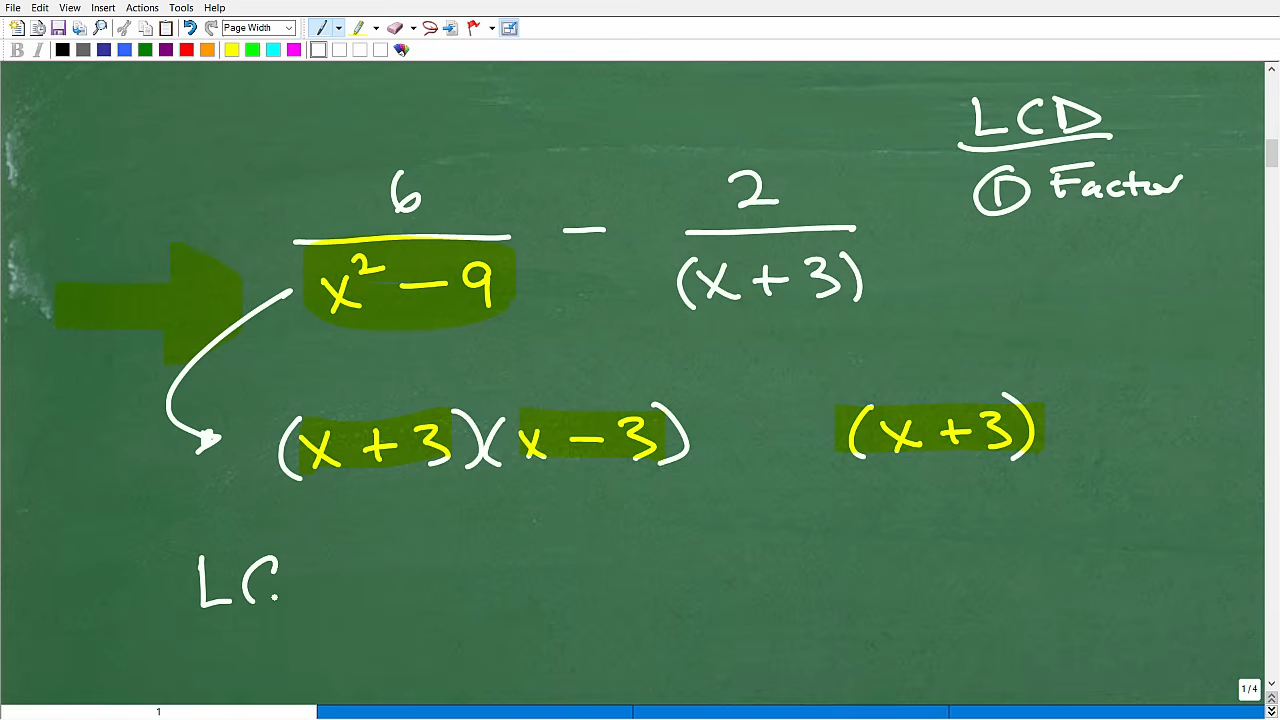 File Edit View Insert Actions Tools Help
Page Width
B I
LCD
① Factor
6 / x² − 9 − 2 / (x + 3)
(x + 3)(x − 3) (x + 3)
LC
1/4
1